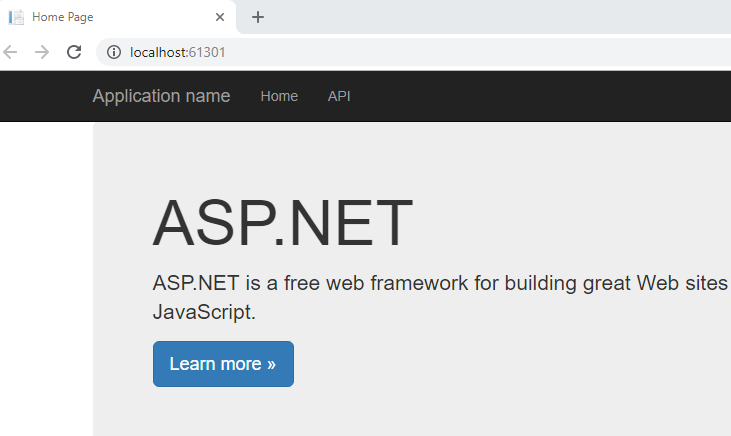 Home Page
localhost:61301
Application name Home API
ASP.NET
ASP.NET is a free web framework for building great Web sites
JavaScript.
Learn more »